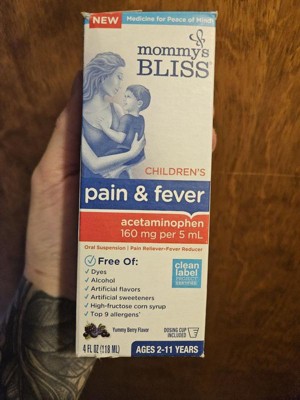 NEW
Medicine for Peace of Mind
mommy's
BLISS®
CHILDREN'S
pain & fever
acetaminophen
160 mg per 5 mL
Oral Suspension | Pain Reliever-Fever Reducer
Free Of:
Dyes
Alcohol
Artificial flavors
Artificial sweeteners
High-fructose corn syrup
Top 9 allergens
clean
label
PROJECT
Yummy Berry Flavor
DOSING CUP
INCLUDED
4 FL OZ (118 ML)
AGES 2-11 YEARS